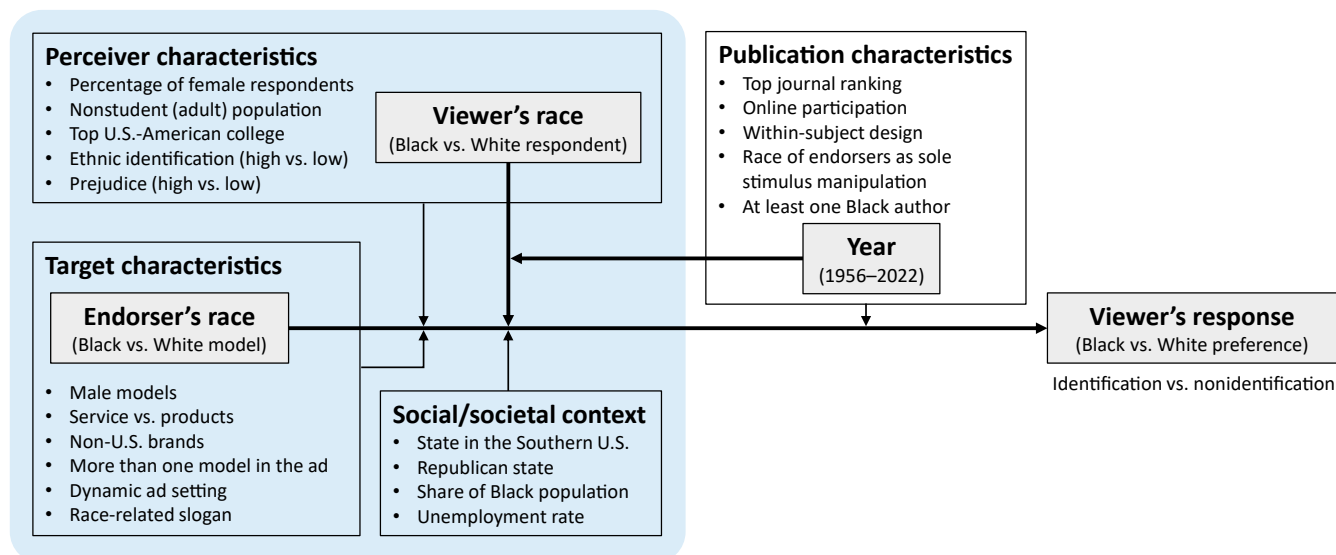 Perceiver characteristics
• Percentage of female respondents
• Nonstudent (adult) population
• Top U.S.-American college
• Ethnic identification (high vs. low)
• Prejudice (high vs. low)
Viewer's race
(Black vs. White respondent)
Publication characteristics
• Top journal ranking
• Online participation
• Within-subject design
• Race of endorsers as sole
stimulus manipulation
• At least one Black author
Year
(1956–2022)
Target characteristics
Endorser's race
(Black vs. White model)
• Male models
• Service vs. products
• Non-U.S. brands
• More than one model in the ad
• Dynamic ad setting
• Race-related slogan
Social/societal context
• State in the Southern U.S.
• Republican state
• Share of Black population
• Unemployment rate
Viewer's response
(Black vs. White preference)
Identification vs. nonidentification